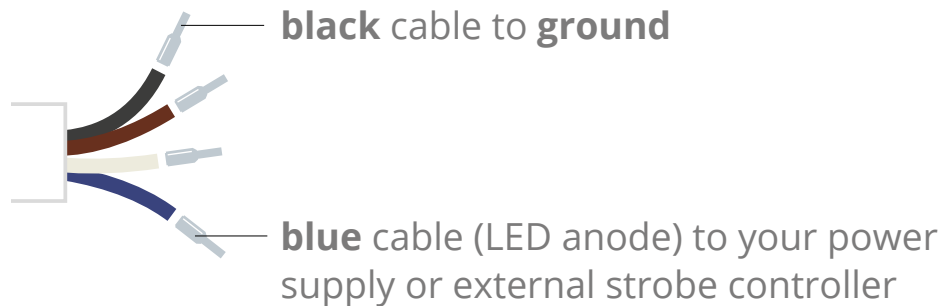 black cable to ground
blue cable (LED anode) to your power
supply or external strobe controller